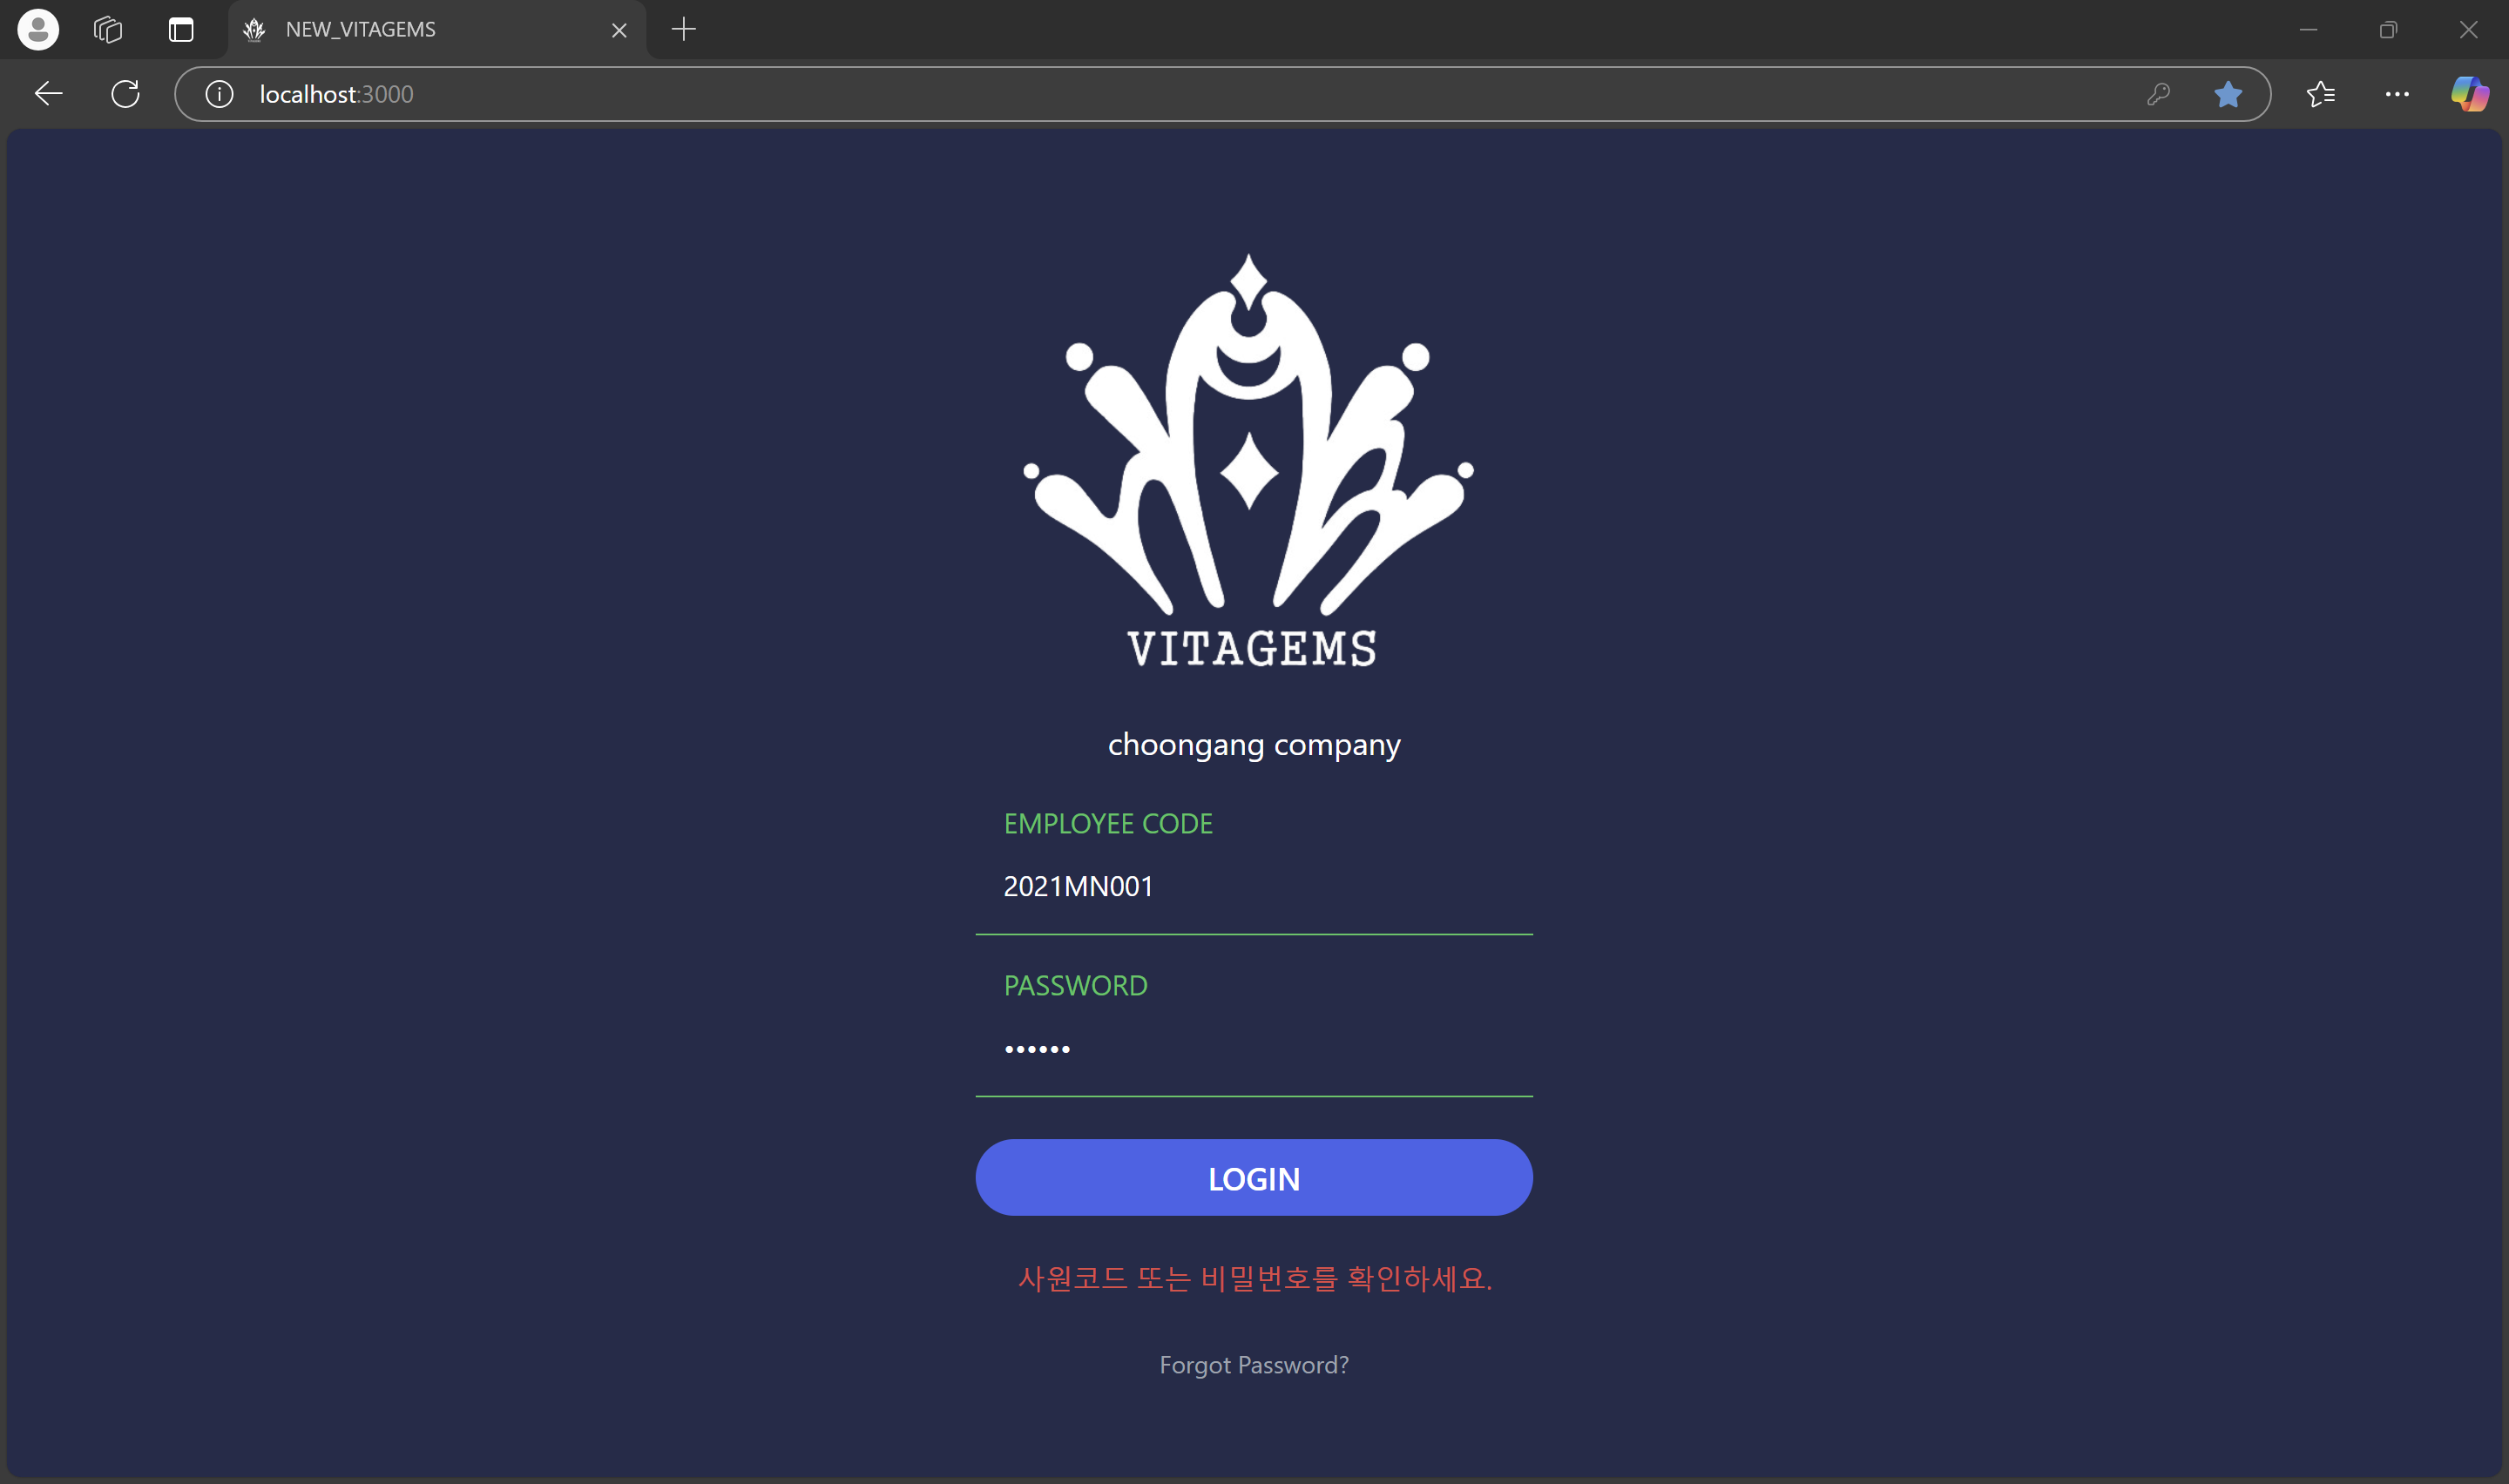 NEW_VITAGEMS
localhost:3000
VITAGEMS
choongang company
EMPLOYEE CODE
2021MN001
PASSWORD
••••••
LOGIN
사원코드 또는 비밀번호를 확인하세요.
Forgot Password?